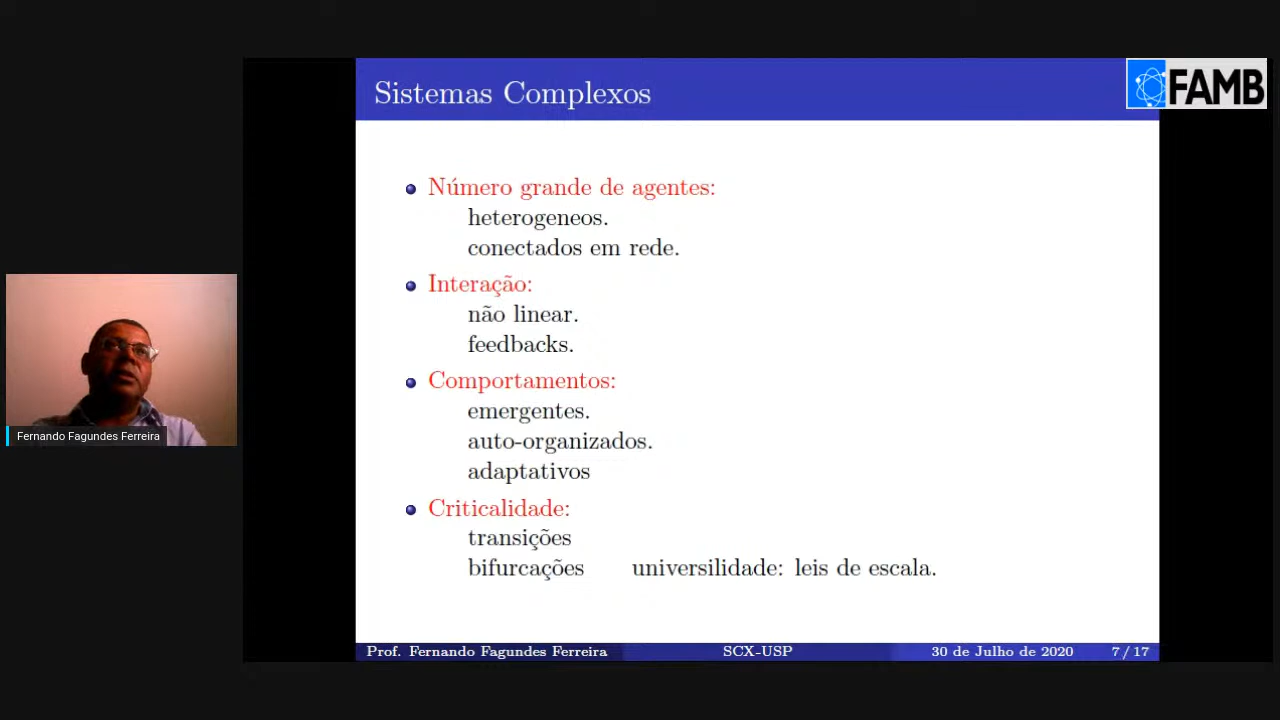 Sistemas Complexos
FAMB
Número grande de agentes:
heterogeneos.
conectados em rede.
Interação:
não linear.
feedbacks.
Comportamentos:
emergentes.
auto-organizados.
adaptativos
Criticalidade:
transições
bifurcações universilidade: leis de escala.
Fernando Fagundes Ferreira
Prof. Fernando Fagundes Ferreira SCX-USP 30 de Julho de 2020 7 / 17